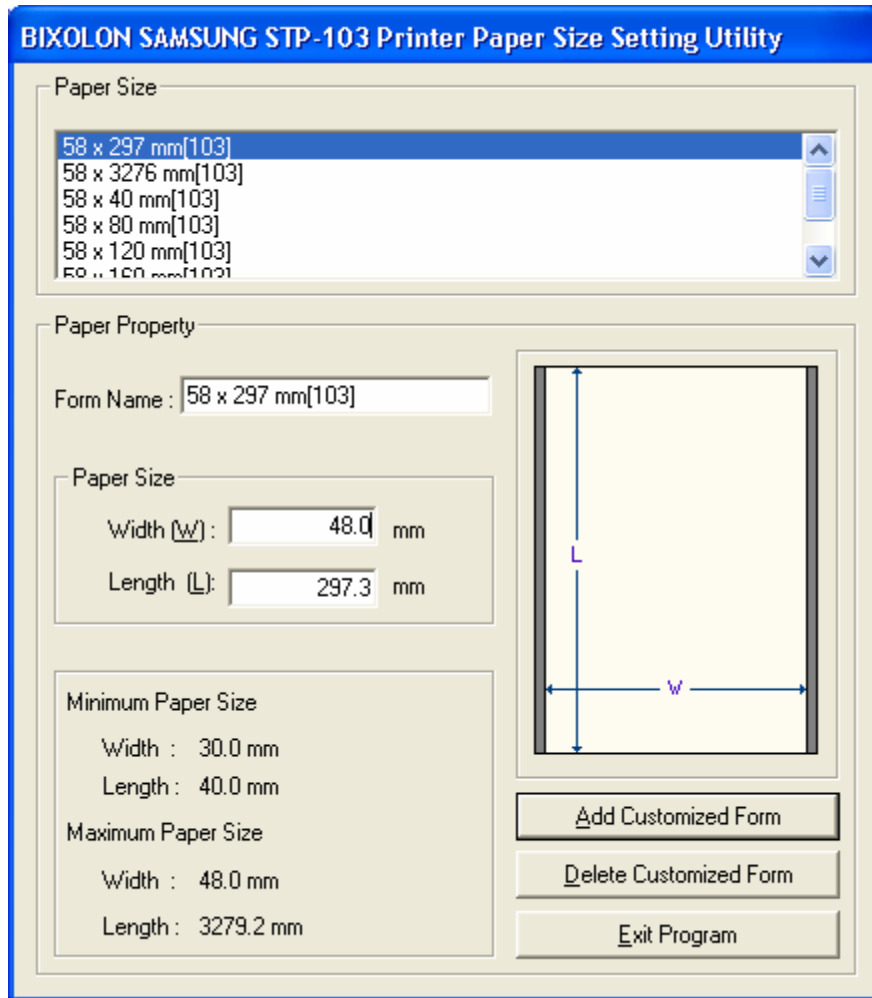 BIXOLON SAMSUNG STP-103 Printer Paper Size Setting Utility
Paper Size
58 x 297 mm[103]
58 x 3276 mm[103]
58 x 40 mm[103]
58 x 80 mm[103]
58 x 120 mm[103]
58 x 160 mm[103]
Paper Property
Form Name : 58 x 297 mm[103]
Paper Size
Width (W) : 48.0 mm
Length (L): 297.3 mm
Minimum Paper Size
Width : 30.0 mm
Length : 40.0 mm
Maximum Paper Size
Width : 48.0 mm
Length : 3279.2 mm
L
W
Add Customized Form
Delete Customized Form
Exit Program